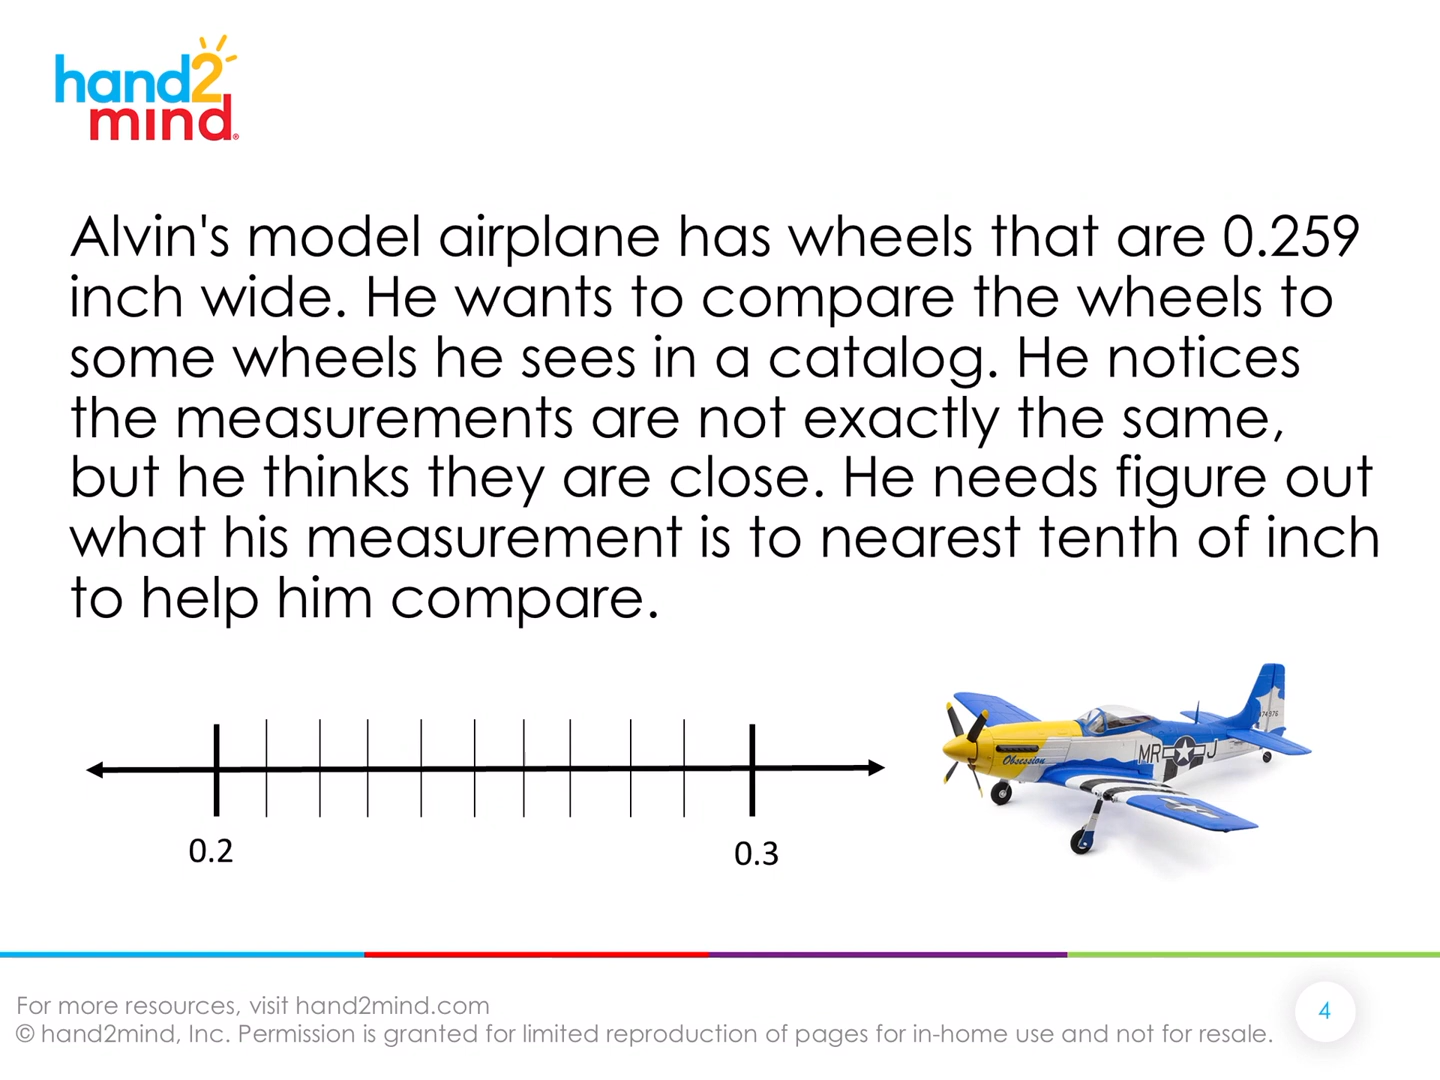 hand2
mind®
Alvin's model airplane has wheels that are 0.259
inch wide. He wants to compare the wheels to
some wheels he sees in a catalog. He notices
the measurements are not exactly the same,
but he thinks they are close. He needs figure out
what his measurement is to nearest tenth of inch
to help him compare.
0.2
0.3
Obsession
MR
J
For more resources, visit hand2mind.com
© hand2mind, Inc. Permission is granted for limited reproduction of pages for in-home use and not for resale.
4